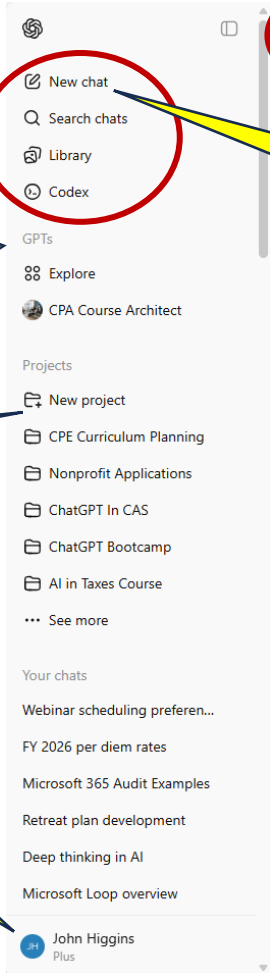 New chat
Search chats
Library
Codex
GPTs
Explore
CPA Course Architect
Projects
New project
CPE Curriculum Planning
Nonprofit Applications
ChatGPT In CAS
ChatGPT Bootcamp
AI in Taxes Course
••• See more
Your chats
Webinar scheduling preferen...
FY 2026 per diem rates
Microsoft 365 Audit Examples
Retreat plan development
Deep thinking in AI
Microsoft Loop overview
JH John Higgins
Plus